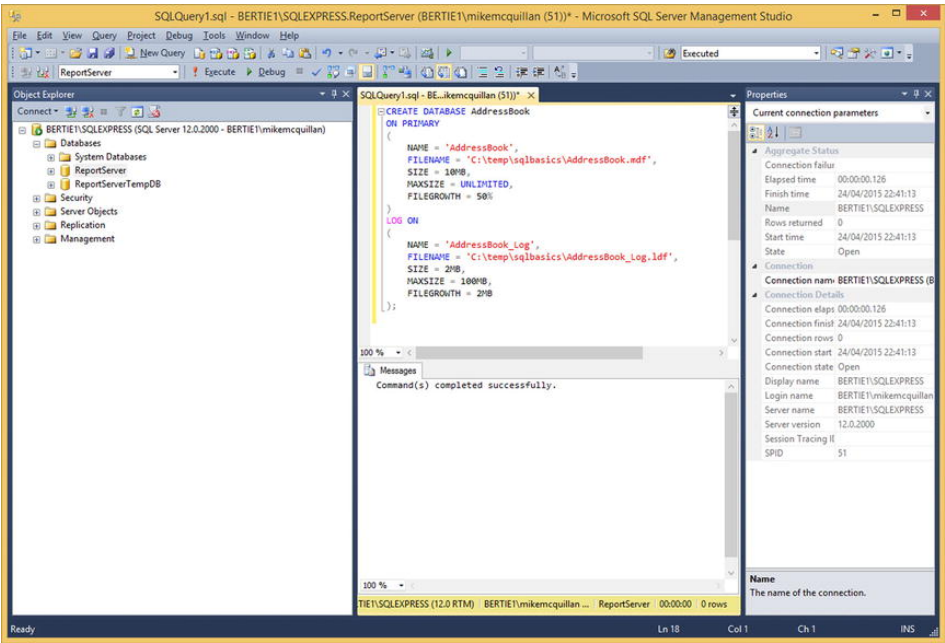 SQLQuery1.sql - BERTIE1\SQLEXPRESS.ReportServer (BERTIE1\mikemcquillan (51))* - Microsoft SQL Server Management Studio
File Edit View Query Project Debug Tools Window Help
New Query Executed
ReportServer Execute Debug
Object Explorer
Connect
BERTIE1\SQLEXPRESS (SQL Server 12.0.2000 - BERTIE1\mikemcquillan)
Databases
System Databases
ReportServer
ReportServerTempDB
Security
Server Objects
Replication
Management
SQLQuery1.sql - BE...ikemcquillan (51))*
CREATE DATABASE AddressBook
ON PRIMARY
(
NAME = 'AddressBook',
FILENAME = 'C:\temp\sqlbasics\AddressBook.mdf',
SIZE = 10MB,
MAXSIZE = UNLIMITED,
FILEGROWTH = 50%
)
LOG ON
(
NAME = 'AddressBook_Log',
FILENAME = 'C:\temp\sqlbasics\AddressBook_Log.ldf',
SIZE = 2MB,
MAXSIZE = 100MB,
FILEGROWTH = 2MB
);
100 %
Messages
Command(s) completed successfully.
100 %
TIE1\SQLEXPRESS (12.0 RTM) BERTIE1\mikemcquillan ... ReportServer 00:00:00 0 rows
Properties
Current connection parameters
Aggregate Status
Connection failur
Elapsed time 00:00:00.126
Finish time 24/04/2015 22:41:13
Name BERTIE1\SQLEXPRESS
Rows returned 0
Start time 24/04/2015 22:41:13
State Open
Connection
Connection name BERTIE1\SQLEXPRESS (B
Connection Details
Connection elaps 00:00:00.126
Connection finish 24/04/2015 22:41:13
Connection rows 0
Connection start 24/04/2015 22:41:13
Connection state Open
Display name BERTIE1\SQLEXPRESS
Login name BERTIE1\mikemcquillan
Server name BERTIE1\SQLEXPRESS
Server version 12.0.2000
Session Tracing ID
SPID 51
Name
The name of the connection.
Ready Ln 18 Col 1 Ch 1 INS